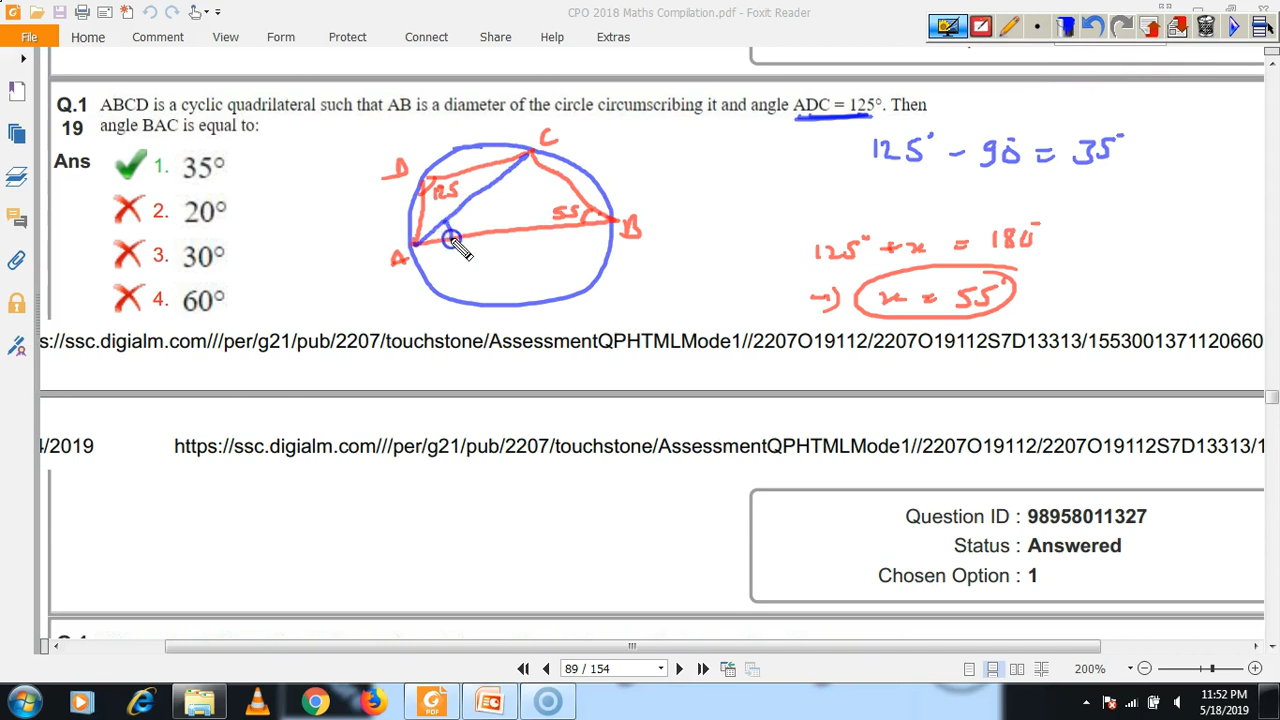 CPO 2018 Maths Compilation.pdf - Foxit Reader
File Home Comment View Form Protect Connect Share Help Extras
Q.1 ABCD is a cyclic quadrilateral such that AB is a diameter of the circle circumscribing it and angle ADC = 125°. Then
19 angle BAC is equal to:
Ans 1. 35°
2. 20°
3. 30°
4. 60°
D C 125 55 A B
125° - 90 = 35°
125° + x = 180°
x = 55°
s://ssc.digialm.com///per/g21/pub/2207/touchstone/AssessmentQPHTMLMode1//2207O19112/2207O19112S7D13313/1553001371120660
4/2019 https://ssc.digialm.com///per/g21/pub/2207/touchstone/AssessmentQPHTMLMode1//2207O19112/2207O19112S7D13313/1
Question ID : 98958011327
Status : Answered
Chosen Option : 1
89 / 154
200%
PDF
11:52 PM
5/18/2019